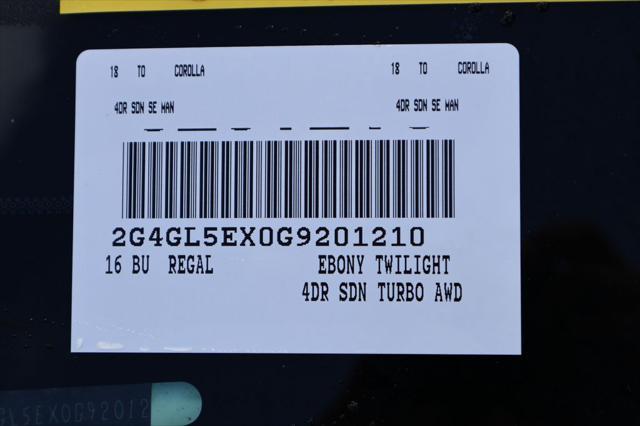 18 TO COROLLA 18 TO COROLLA
4DR SDN SE MAN 4DR SDN SE MAN
2G4GL5EX0G9201210
16 BU REGAL EBONY TWILIGHT
4DR SDN TURBO AWD
GL5EX0G92012